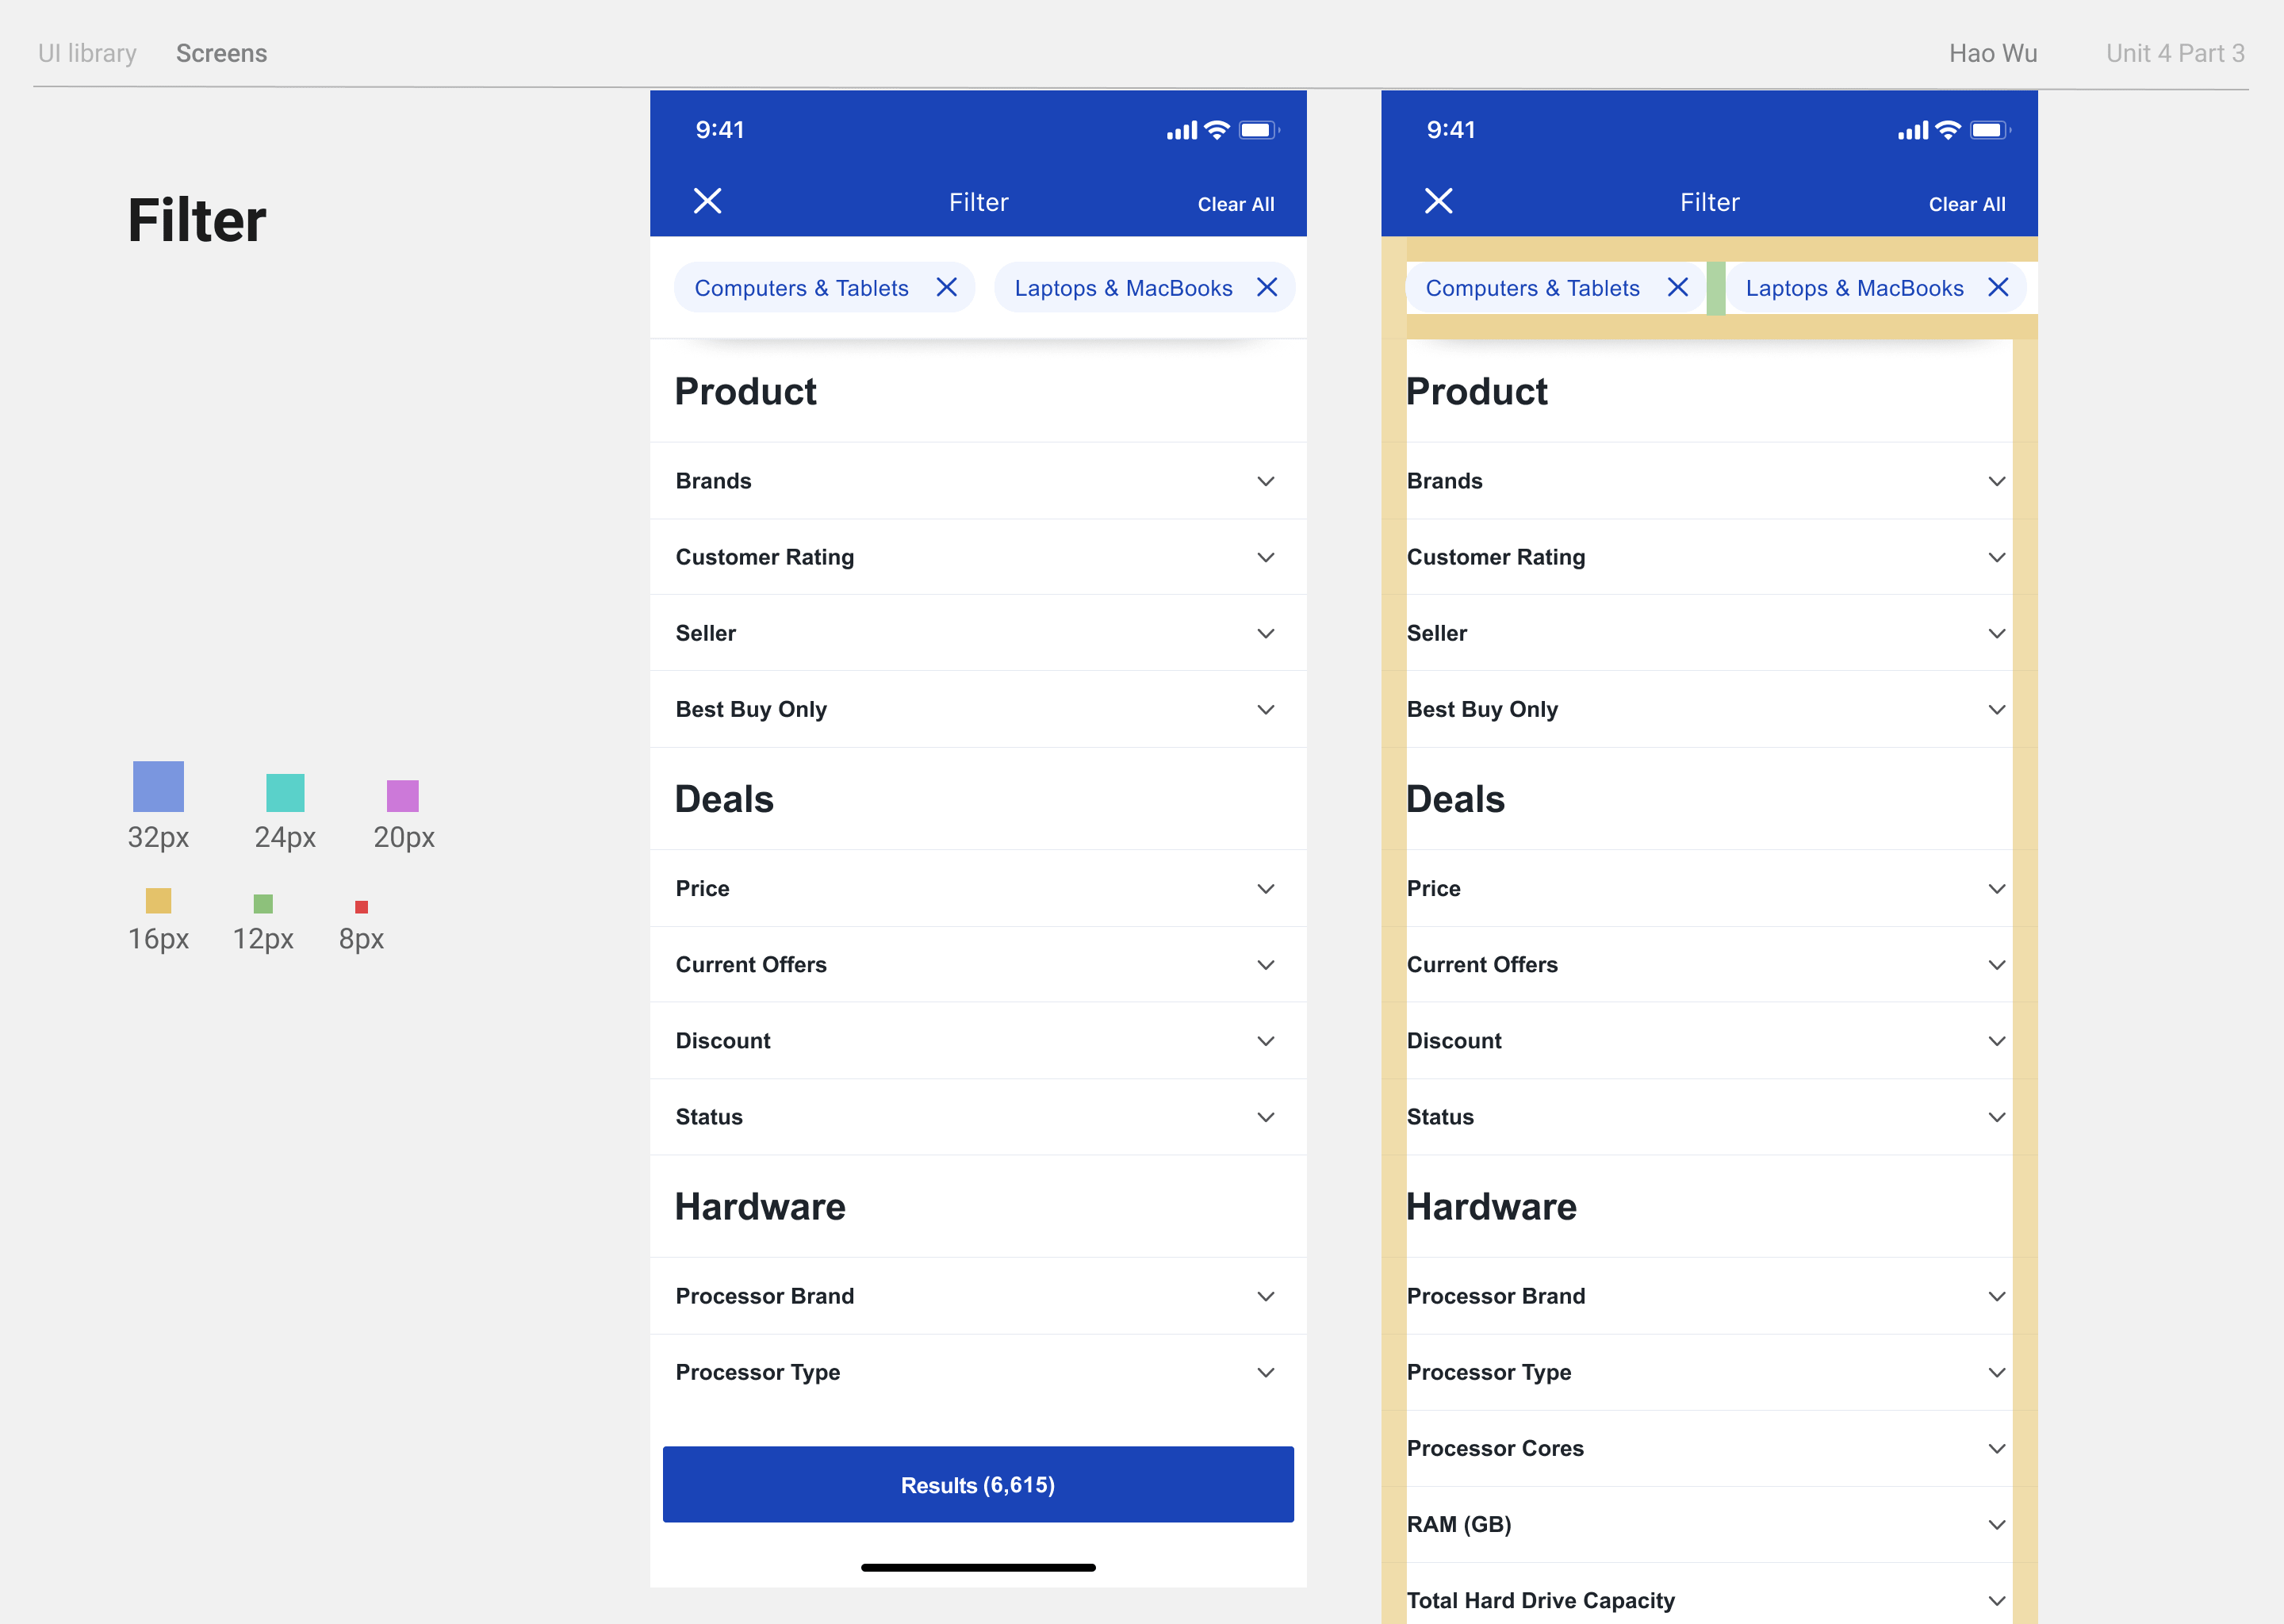 UI library Screens Hao Wu Unit 4 Part 3
Filter
32px 24px 20px
16px 12px 8px
9:41
Filter Clear All
Computers & Tablets Laptops & MacBooks
Product
Brands
Customer Rating
Seller
Best Buy Only
Deals
Price
Current Offers
Discount
Status
Hardware
Processor Brand
Processor Type
Results (6,615)
9:41
Filter Clear All
Computers & Tablets Laptops & MacBooks
Product
Brands
Customer Rating
Seller
Best Buy Only
Deals
Price
Current Offers
Discount
Status
Hardware
Processor Brand
Processor Type
Processor Cores
RAM (GB)
Total Hard Drive Capacity